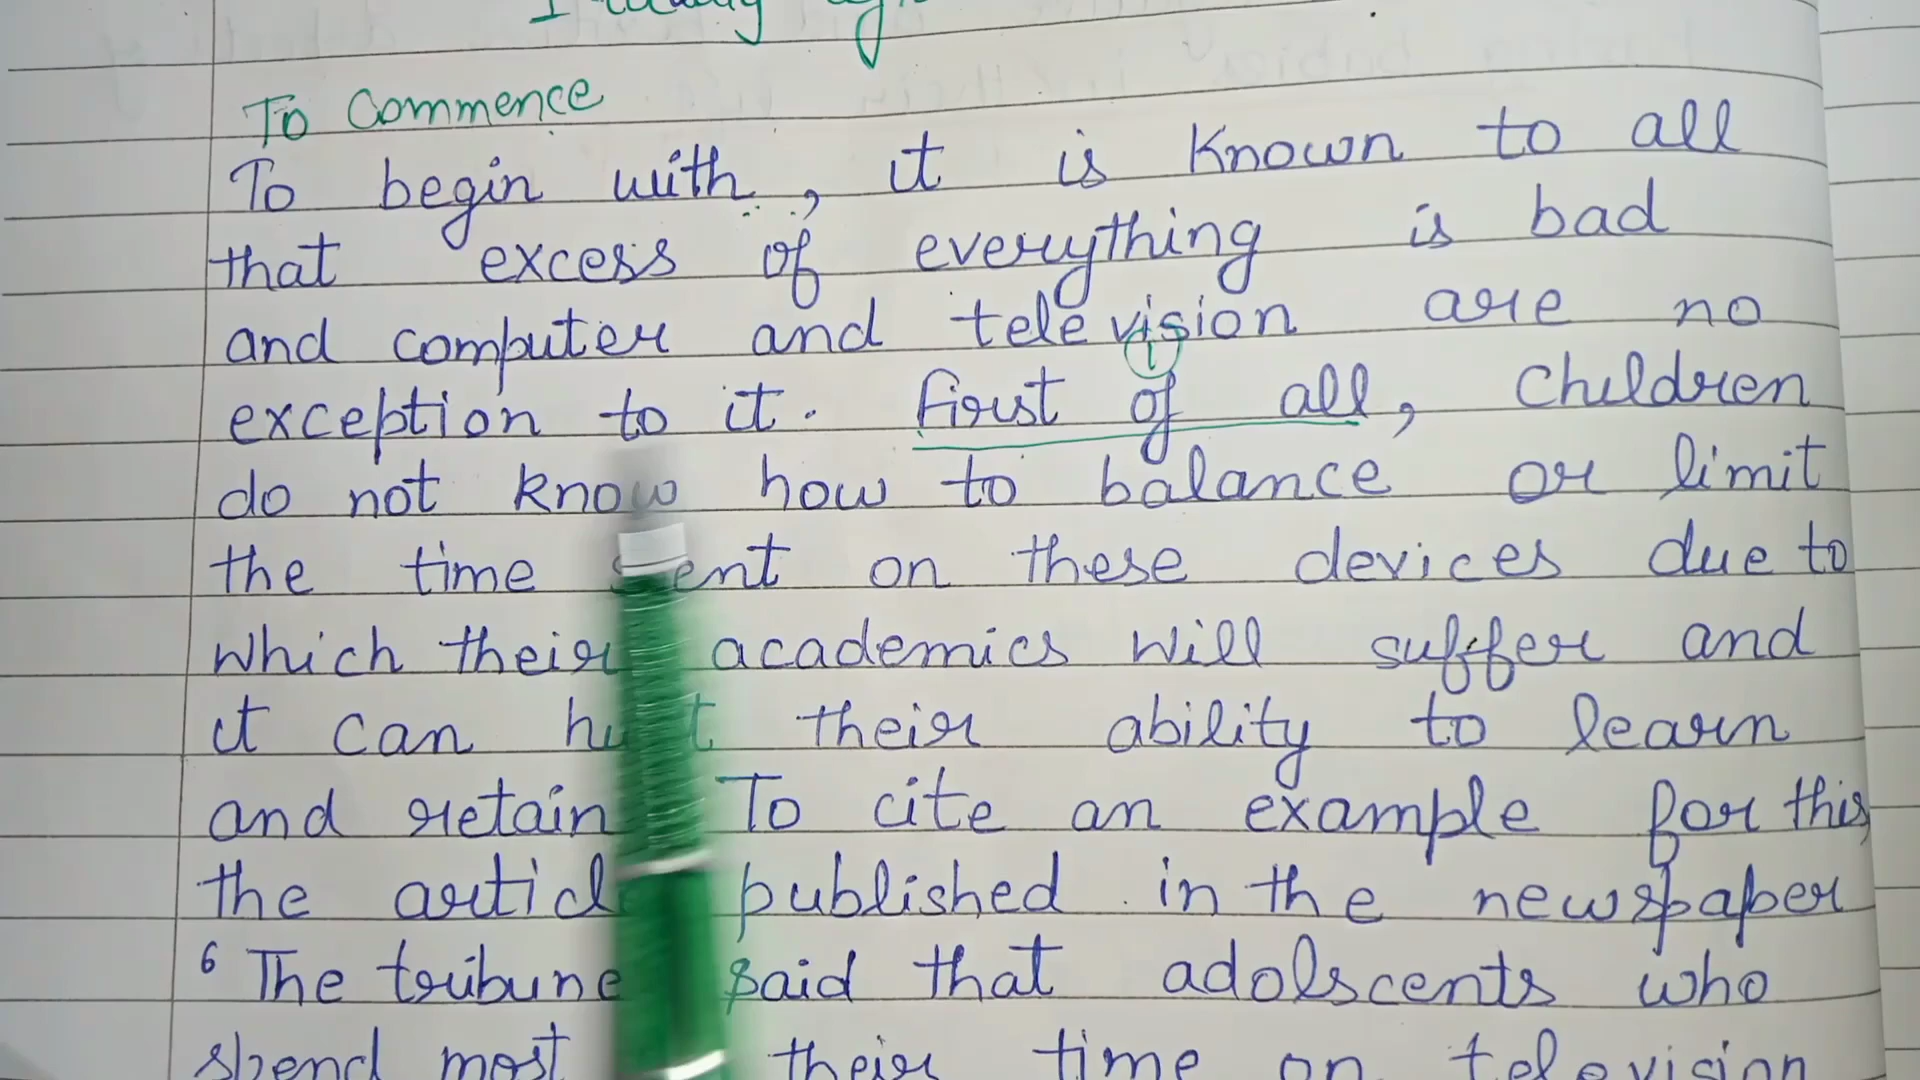 I totally
To Commence
To begin with, it is Known to all
that excess of everything is bad
and computer and television are no
exception to it. first of all, Children
1
do not know how to balance or limit
the time on these devices due to
which their academics will suffer and
it can their ability to learn
and retain To cite an example for this
the published in the newspaper
6 The tribune said that adolscents who
spend most their time on television